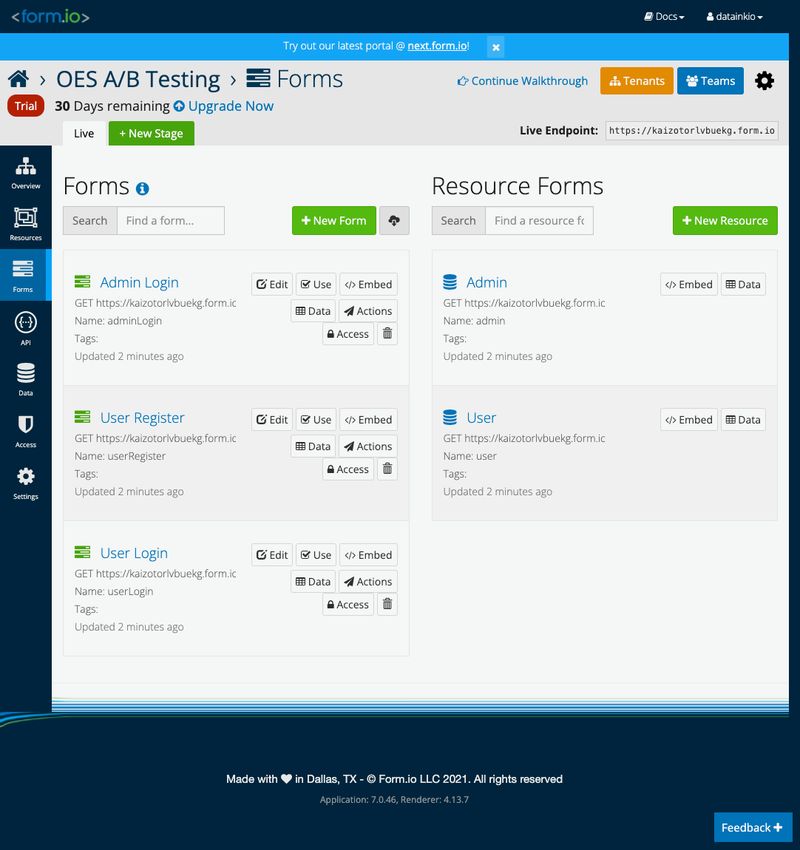 <form.io>
Docs
datainkio
Try out our latest portal @ next.form.io!
×
OES A/B Testing
Forms
Continue Walkthrough
Tenants
Teams
Trial
30 Days remaining Upgrade Now
Live
+ New Stage
Live Endpoint:
https://kaizotorlvbuekg.form.io
Overview
Resources
Forms
API
Data
Access
Settings
Forms
Search
Find a form...
+ New Form
Admin Login
Edit
Use
</> Embed
GET https://kaizotorlvbuekg.form.ic
Data
Actions
Name: adminLogin
Access
Tags:
Updated 2 minutes ago
User Register
Edit
Use
</> Embed
GET https://kaizotorlvbuekg.form.ic
Data
Actions
Name: userRegister
Access
Tags:
Updated 2 minutes ago
User Login
Edit
Use
</> Embed
GET https://kaizotorlvbuekg.form.ic
Data
Actions
Name: userLogin
Access
Tags:
Updated 2 minutes ago
Resource Forms
Search
Find a resource fc
+ New Resource
Admin
</> Embed
Data
GET https://kaizotorlvbuekg.form.ic
Name: admin
Tags:
Updated 2 minutes ago
User
</> Embed
Data
GET https://kaizotorlvbuekg.form.ic
Name: user
Tags:
Updated 2 minutes ago
Made with ❤ in Dallas, TX - © Form.io LLC 2021. All rights reserved
Application: 7.0.46, Renderer: 4.13.7
Feedback +